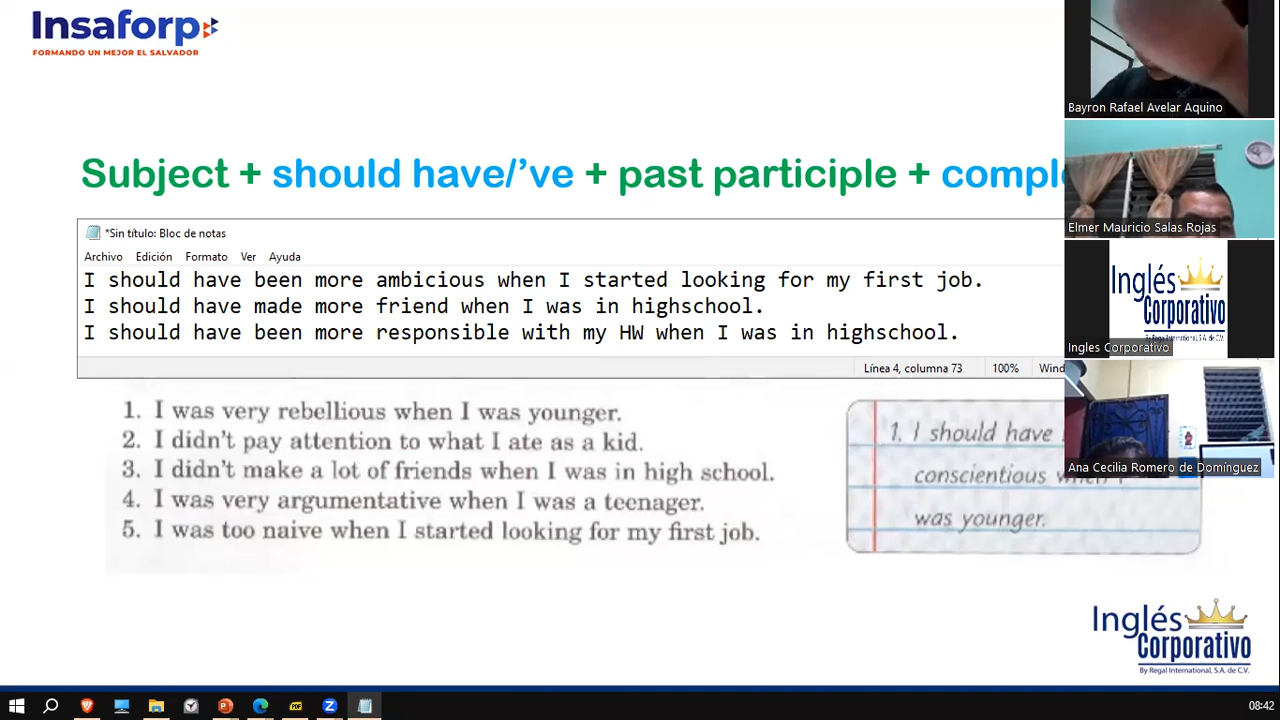 Insaforp
FORMANDO UN MEJOR EL SALVADOR
Subject + should have/’ve + past participle + compl
*Sin título: Bloc de notas
Archivo Edición Formato Ver Ayuda
I should have been more ambicious when I started looking for my first job.
I should have made more friend when I was in highschool.
I should have been more responsible with my HW when I was in highschool.
Línea 4, columna 73 100% Wind
1. I was very rebellious when I was younger.
2. I didn't pay attention to what I ate as a kid.
3. I didn't make a lot of friends when I was in high school.
4. I was very argumentative when I was a teenager.
5. I was too naive when I started looking for my first job.
1. I should have
conscientious when I
was younger.
Bayron Rafael Avelar Aquino
Elmer Mauricio Salas Rojas
Inglés
Corporativo
By Regal International, S.A. de C.V.
Ingles Corporativo
Ana Cecilia Romero de Domínguez
Inglés
Corporativo
By Regal International, S.A. de C.V.
PDF
08:42